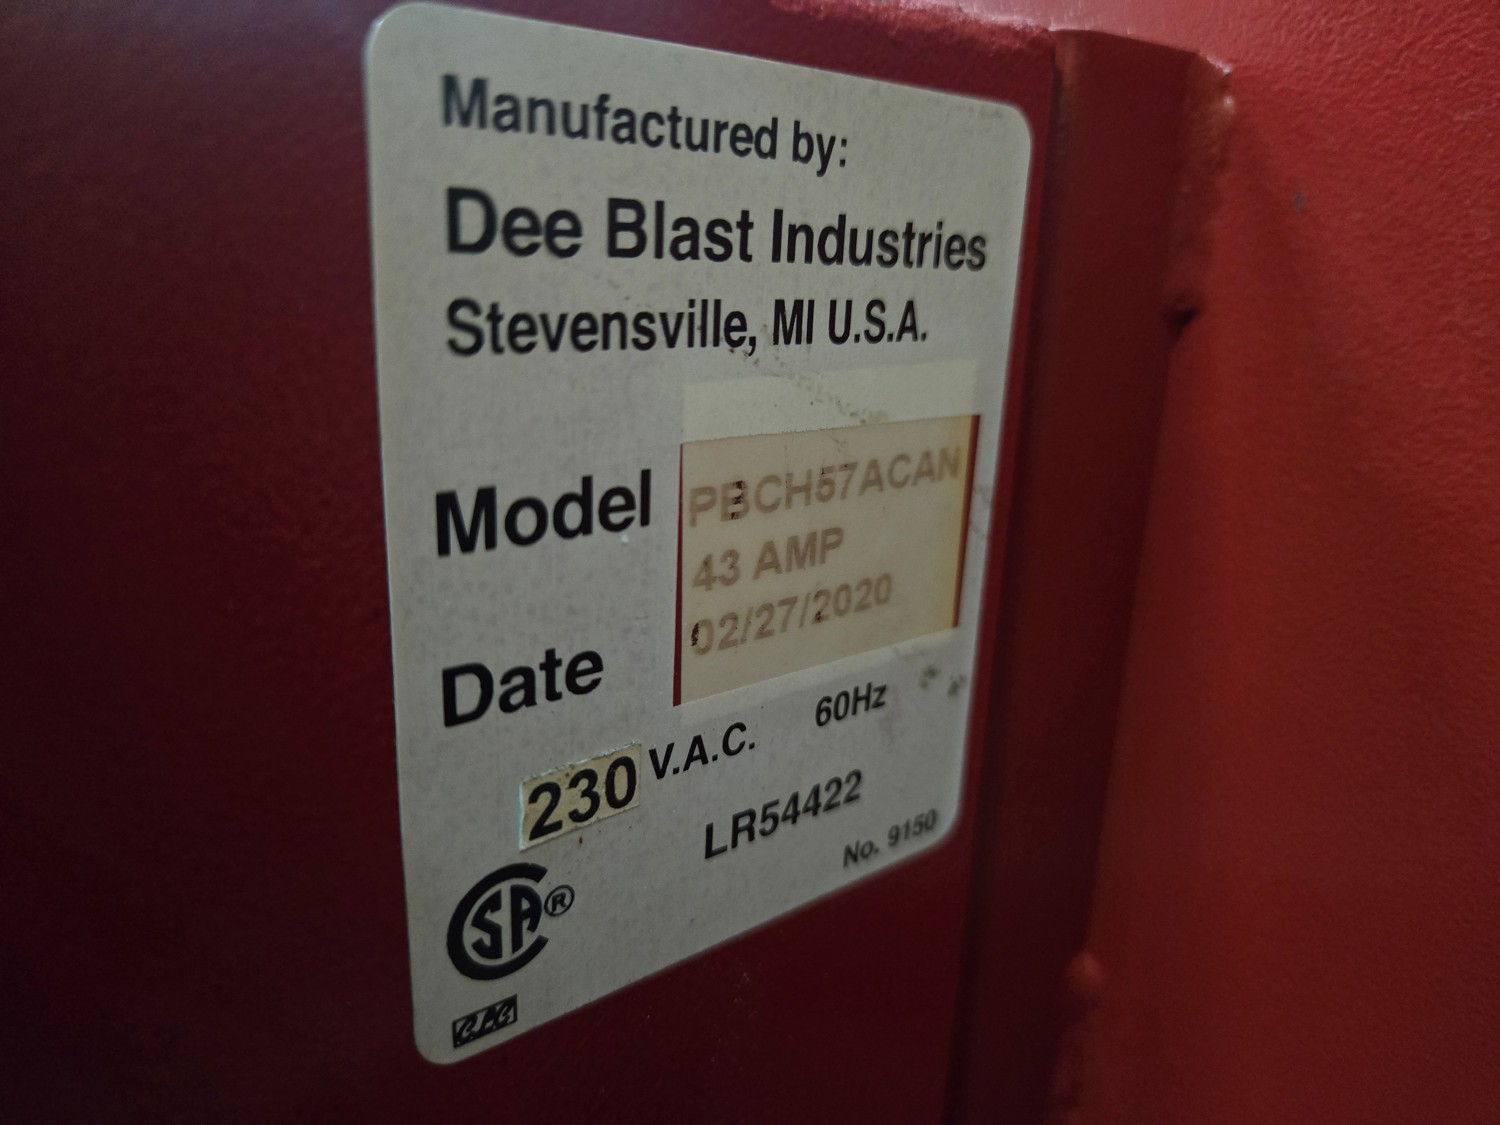 Manufactured by:
Dee Blast Industries
Stevensville, MI U.S.A.
Model PBCH57ACAN
43 AMP
Date 02/27/2020
230 V.A.C. 60Hz
LR54422
No. 9150
CSA®